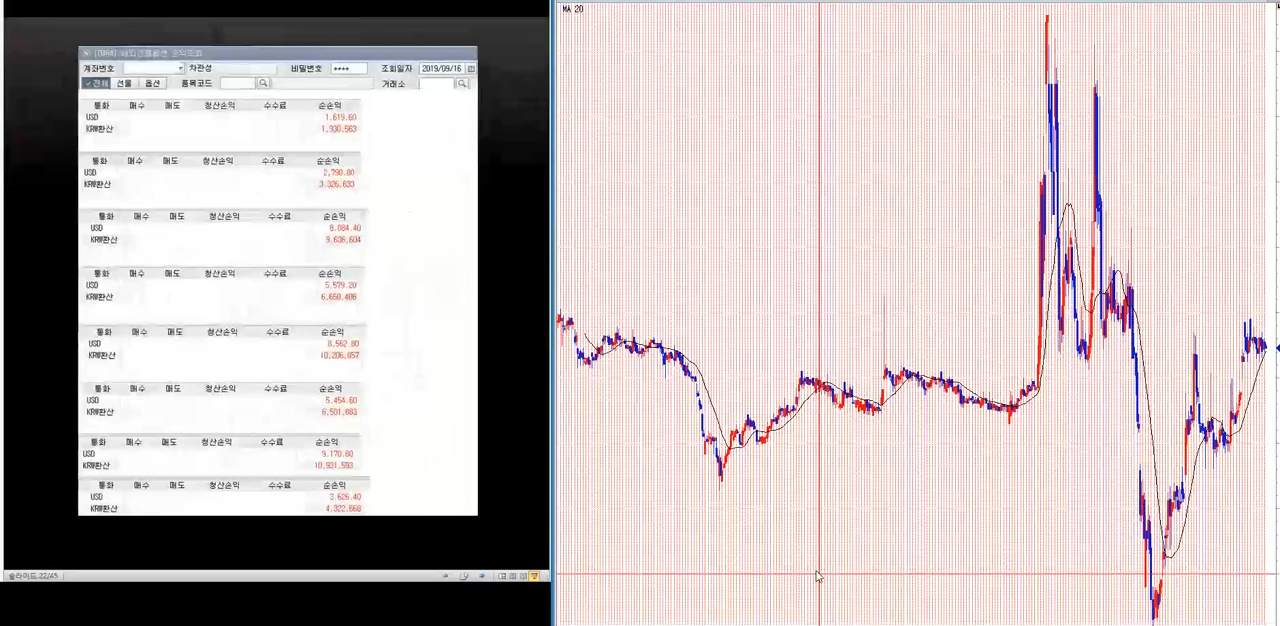 MA 20
계좌번호 차관성 비밀번호 **** 조회일자 2019/09/16
전체 선물 옵션 품목코드 거래소
통화 매수 매도 청산손익 수수료 순손익
USD 1,619.60
KRW환산 1,930,563
통화 매수 매도 청산손익 수수료 순손익
USD 2,790.80
KRW환산 3,326,633
통화 매수 매도 청산손익 수수료 순손익
USD 8,084.40
KRW환산 9,636,604
통화 매수 매도 청산손익 수수료 순손익
USD 5,579.20
KRW환산 6,650,406
통화 매수 매도 청산손익 수수료 순손익
USD 8,562.80
KRW환산 10,206,857
통화 매수 매도 청산손익 수수료 순손익
USD 5,454.60
KRW환산 6,501,883
통화 매수 매도 청산손익 수수료 순손익
USD 9,170.80
KRW환산 10,931,593
통화 매수 매도 청산손익 수수료 순손익
USD 3,626.40
KRW환산 4,322,668
슬라이드 22/45